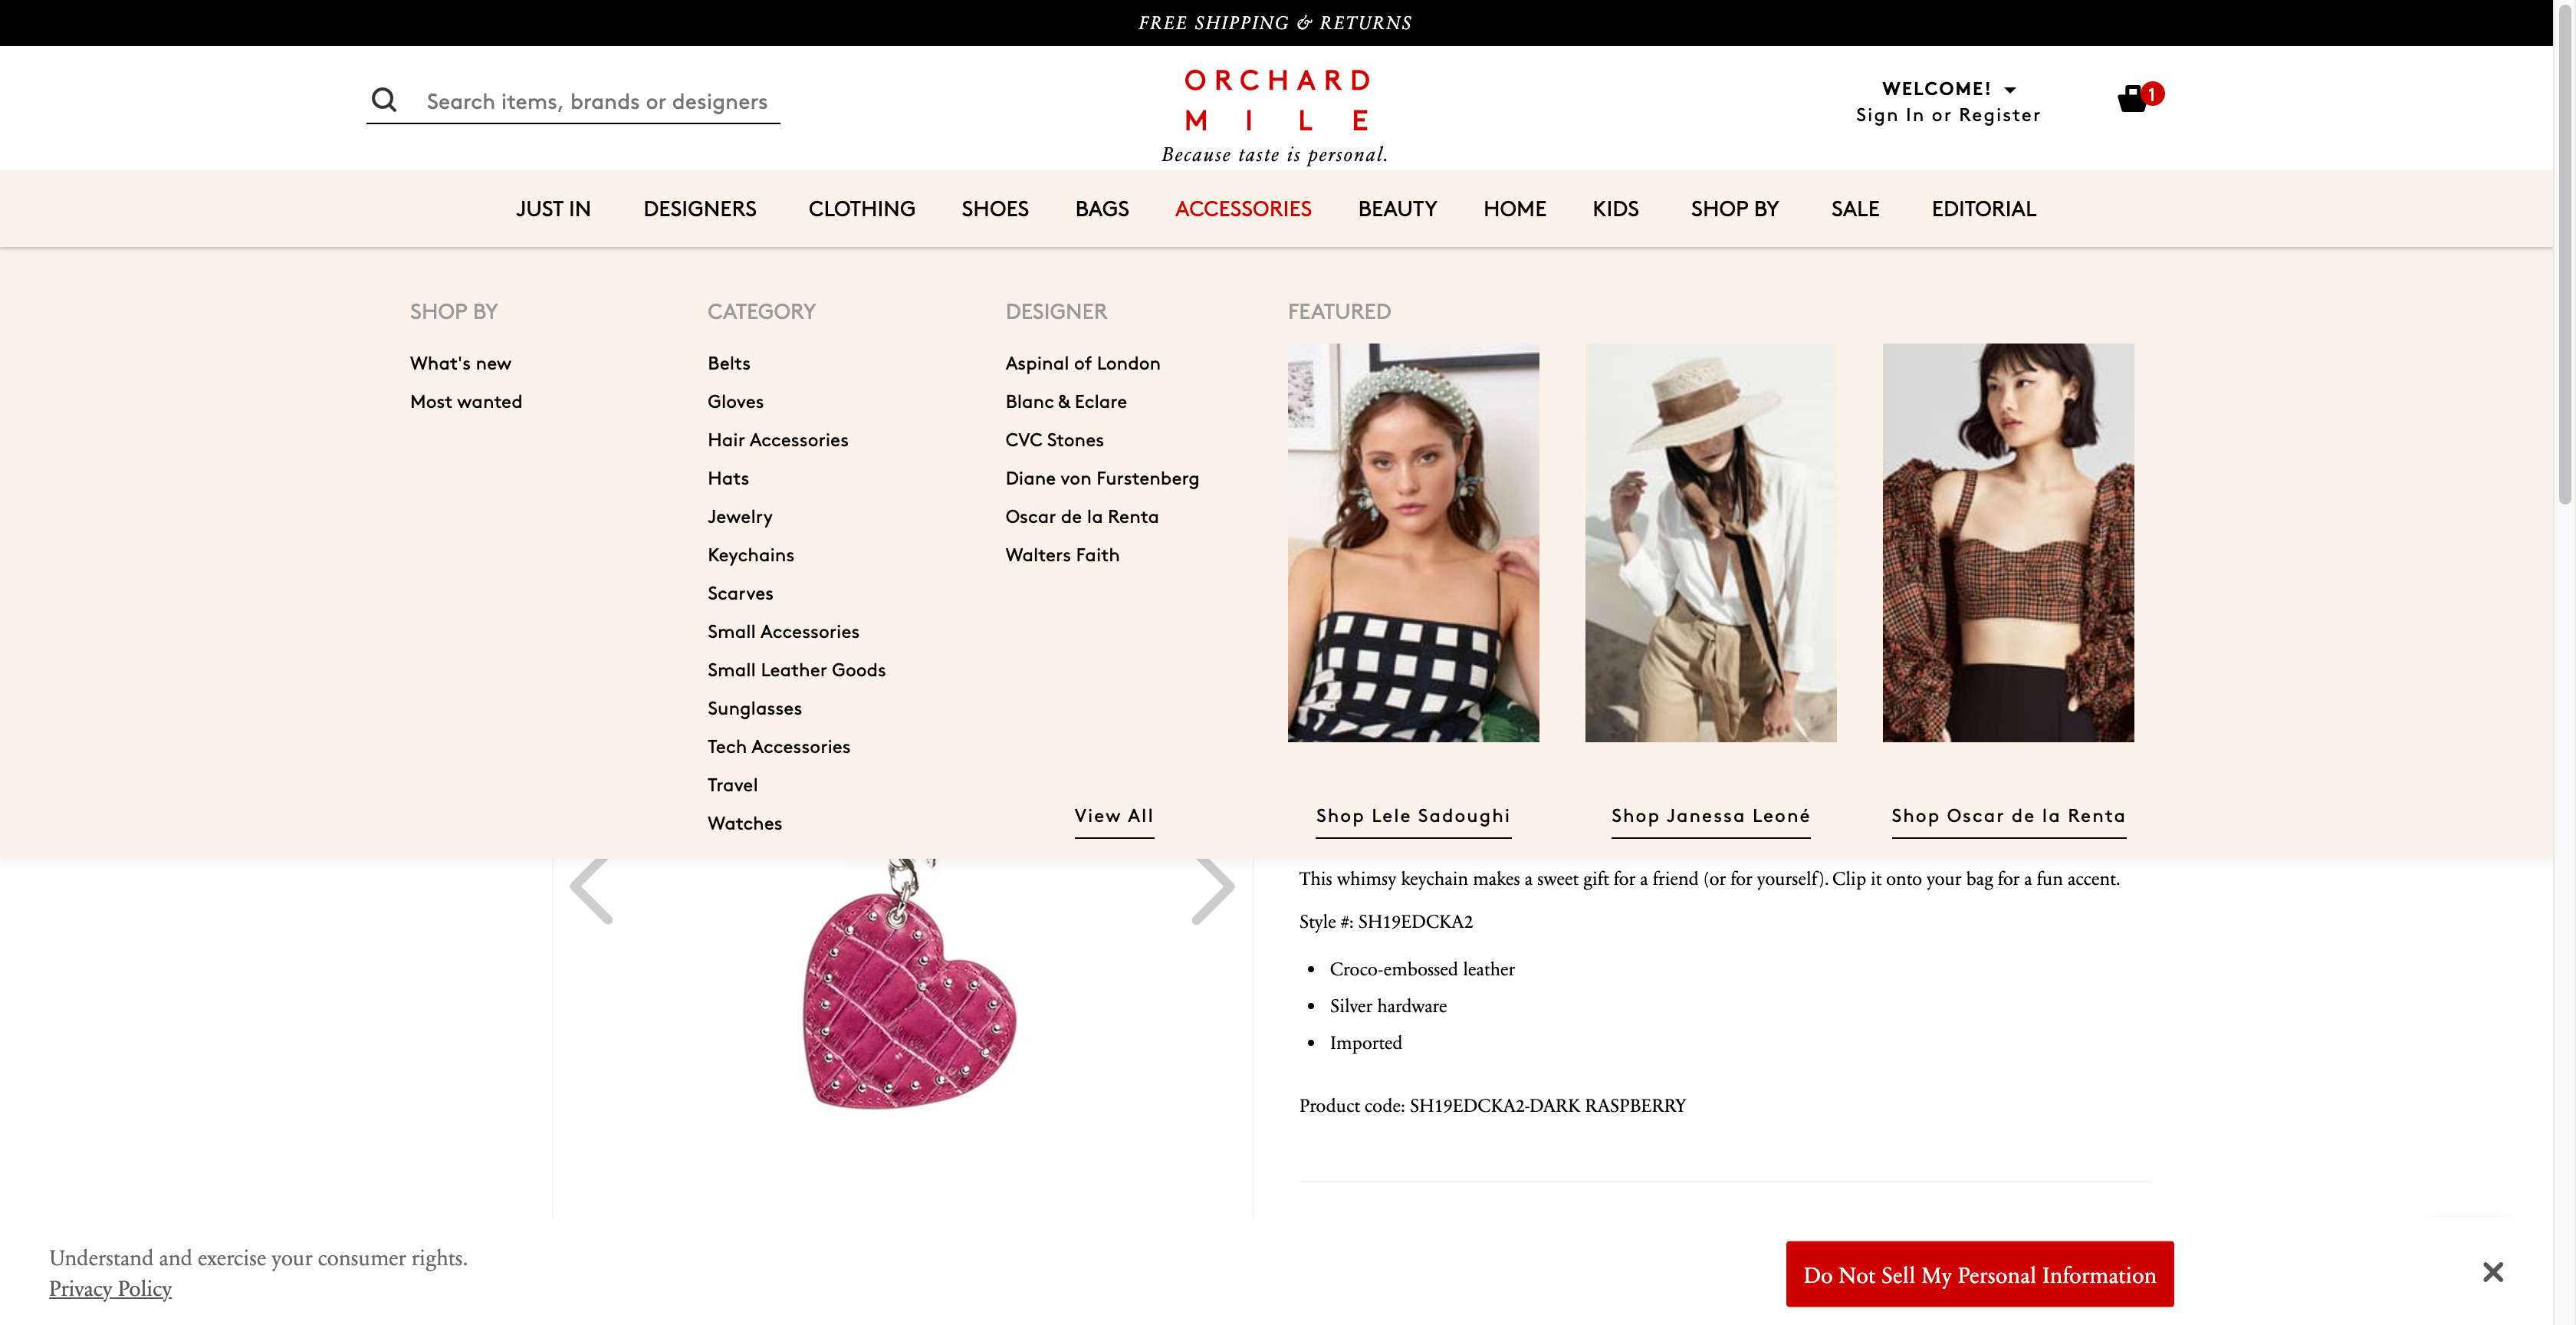 FREE SHIPPING & RETURNS
Search items, brands or designers
ORCHARD
MILE
Because taste is personal.
WELCOME!
Sign In or Register
1
JUST IN DESIGNERS CLOTHING SHOES BAGS ACCESSORIES BEAUTY HOME KIDS SHOP BY SALE EDITORIAL
SHOP BY
What's new
Most wanted
CATEGORY
Belts
Gloves
Hair Accessories
Hats
Jewelry
Keychains
Scarves
Small Accessories
Small Leather Goods
Sunglasses
Tech Accessories
Travel
Watches
DESIGNER
Aspinal of London
Blanc & Eclare
CVC Stones
Diane von Furstenberg
Oscar de la Renta
Walters Faith
View All
FEATURED
Shop Lele Sadoughi
Shop Janessa Leoné
Shop Oscar de la Renta
This whimsy keychain makes a sweet gift for a friend (or for yourself). Clip it onto your bag for a fun accent.
Style #: SH19EDCKA2
• Croco-embossed leather
• Silver hardware
• Imported
Product code: SH19EDCKA2-DARK RASPBERRY
Understand and exercise your consumer rights.
Privacy Policy
Do Not Sell My Personal Information